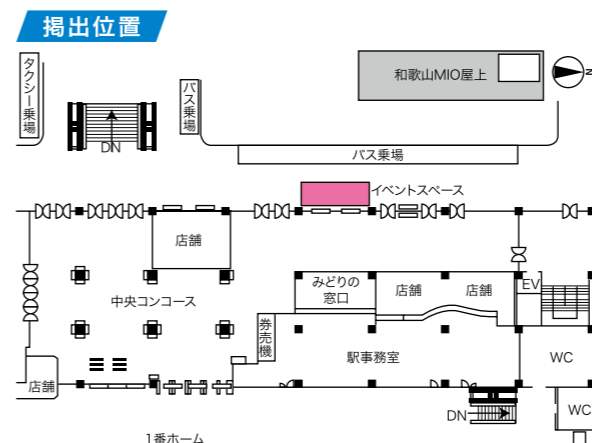 掲出位置
タクシー乗場
バス乗場
DN
和歌山MIO屋上
N
バス乗場
イベントスペース
店舗
中央コンコース
みどりの
窓口
店舗
店舗
EV
券売機
駅事務室
WC
店舗
DN
WC
1番ホーム